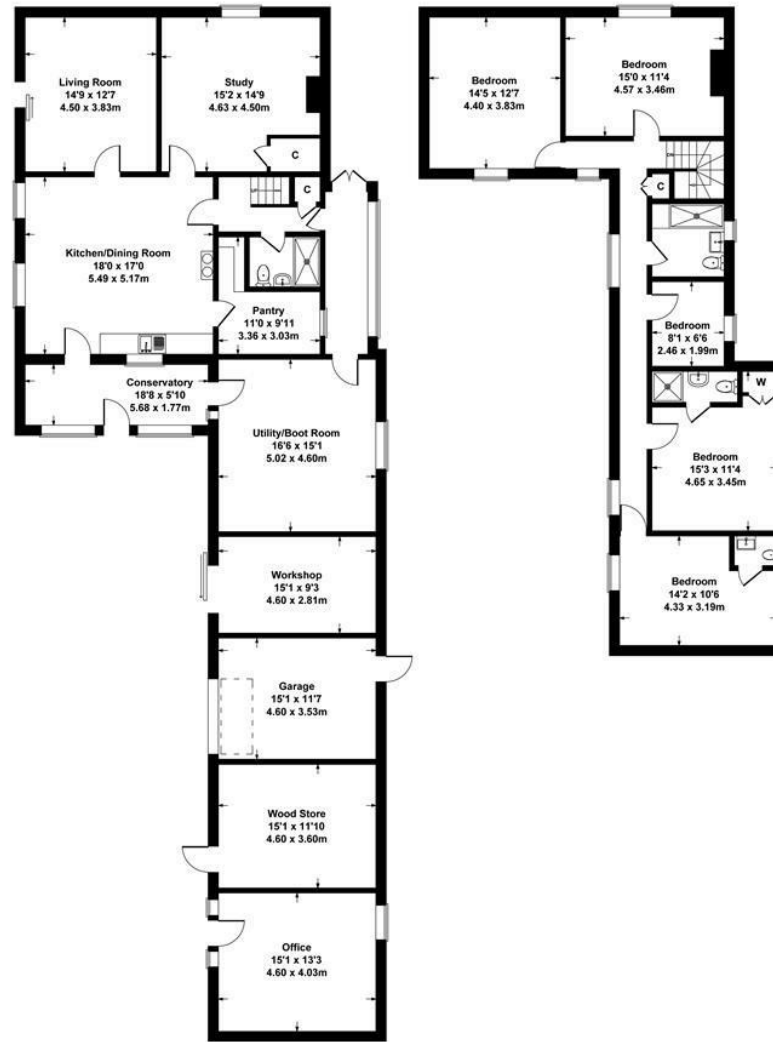 Living Room
14'9 x 12'7
4.50 x 3.83m
Study
15'2 x 14'9
4.63 x 4.50m
C
C
Kitchen/Dining Room
18'0 x 17'0
5.49 x 5.17m
Pantry
11'0 x 9'11
3.36 x 3.03m
Conservatory
18'8 x 5'10
5.68 x 1.77m
Utility/Boot Room
16'6 x 15'1
5.02 x 4.60m
Workshop
15'1 x 9'3
4.60 x 2.81m
Garage
15'1 x 11'7
4.60 x 3.53m
Wood Store
15'1 x 11'10
4.60 x 3.60m
Office
15'1 x 13'3
4.60 x 4.03m
Bedroom
14'5 x 12'7
4.40 x 3.83m
Bedroom
15'0 x 11'4
4.57 x 3.46m
C
Bedroom
8'1 x 6'6
2.46 x 1.99m
W
Bedroom
15'3 x 11'4
4.65 x 3.45m
Bedroom
14'2 x 10'6
4.33 x 3.19m